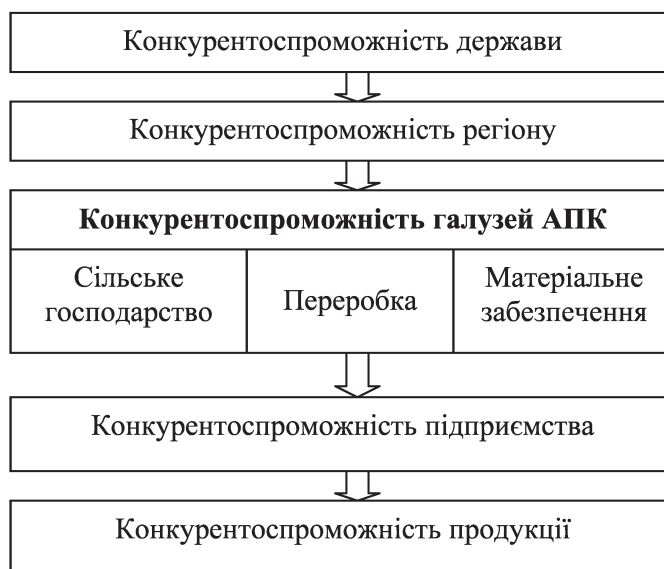 Конкурентоспроможність держави
Конкурентоспроможність регіону
Конкурентоспроможність галузей АПК
Сільське
господарство
Переробка
Матеріальне
забезпечення
Конкурентоспроможність підприємства
Конкурентоспроможність продукції